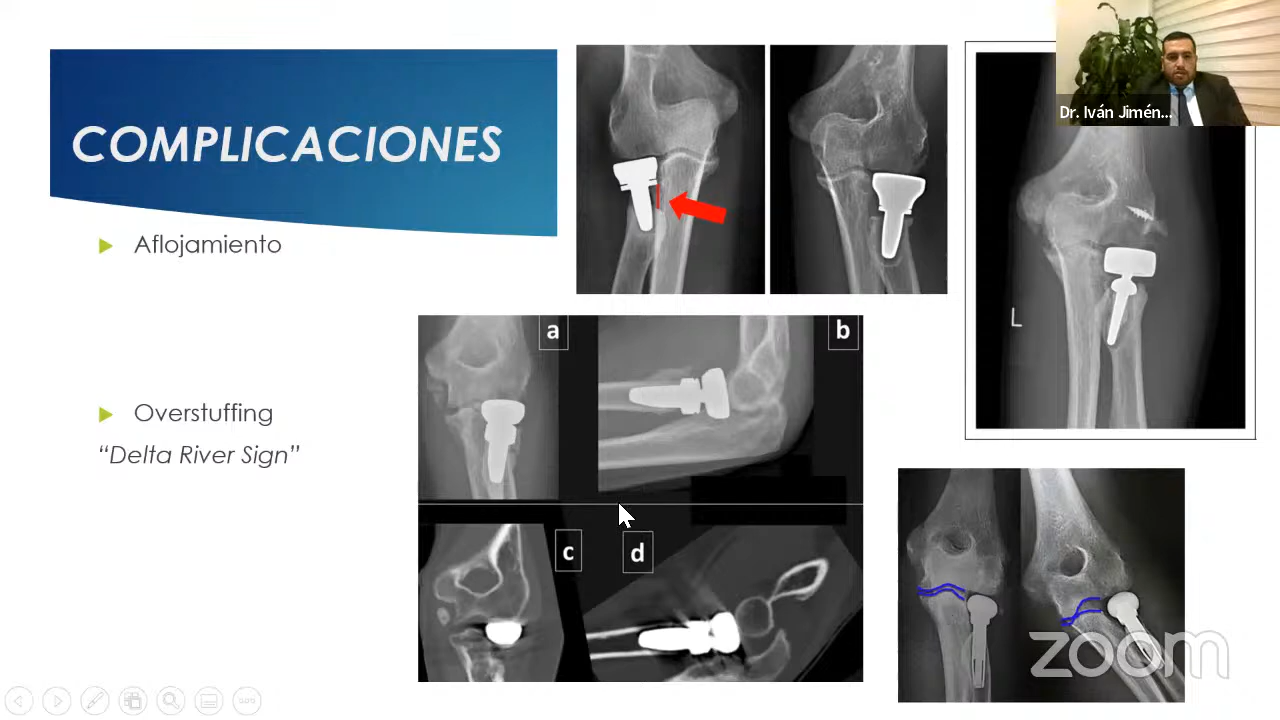 COMPLICACIONES
Aflojamiento
Overstuffing
“Delta River Sign”
a
b
c
d
L
Dr. Iván Jimén...
zoom